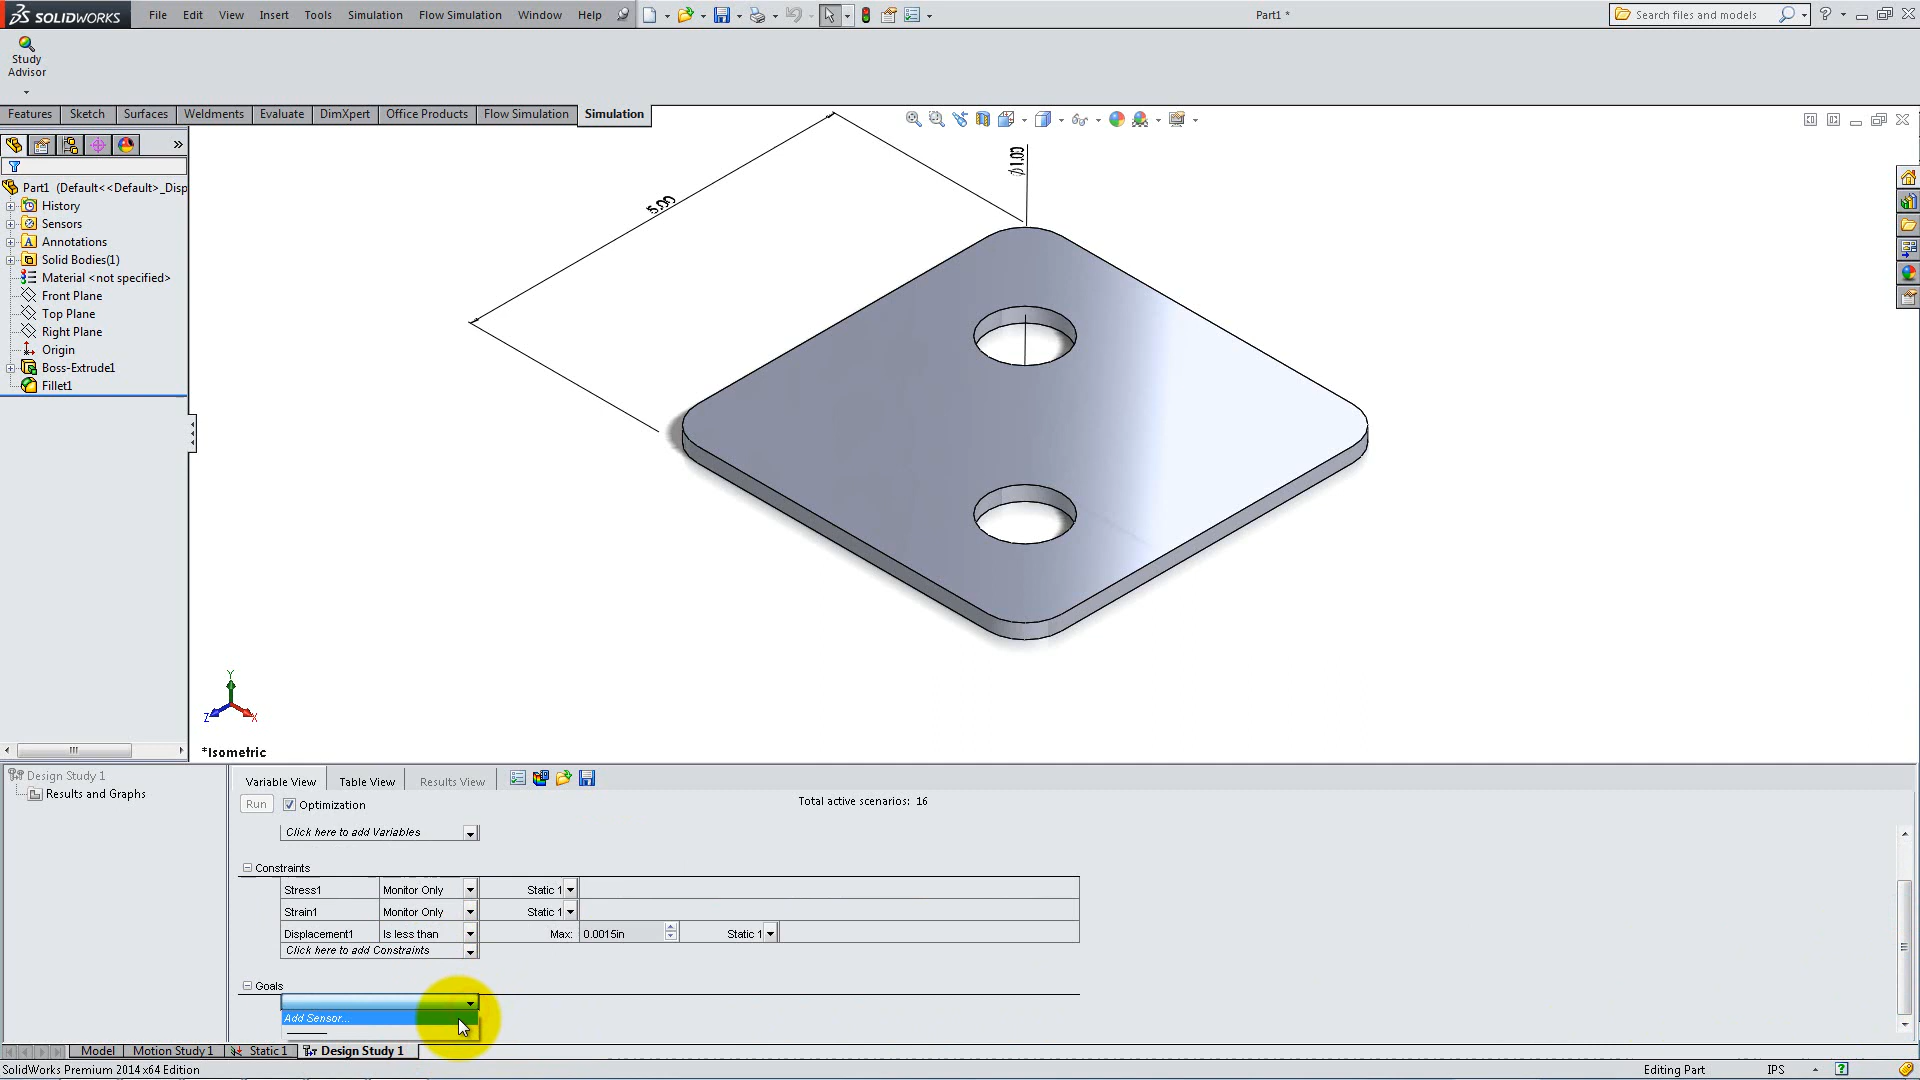 SOLIDWORKS File Edit View Insert Tools Simulation Flow Simulation Window Help Part1 * Search files and models
Study
Advisor
Features Sketch Surfaces Weldments Evaluate DimXpert Office Products Flow Simulation Simulation
Part1 (Default<<Default>_Disp
History
Sensors
Annotations
Solid Bodies(1)
Material <not specified>
Front Plane
Top Plane
Right Plane
Origin
Boss-Extrude1
Fillet1
5.00
Y
Z
X
*Isometric
Design Study 1
Results and Graphs
Variable View Table View Results View
Run Optimization Total active scenarios: 16
Click here to add Variables
Constraints
Stress1 Monitor Only Static 1
Strain1 Monitor Only Static 1
Displacement1 Is less than Max: 0.0015in Static 1
Click here to add Constraints
Goals
Add Sensor...
Model Motion Study 1 Static 1 Design Study 1
SolidWorks Premium 2014 x64 Edition Editing Part IPS